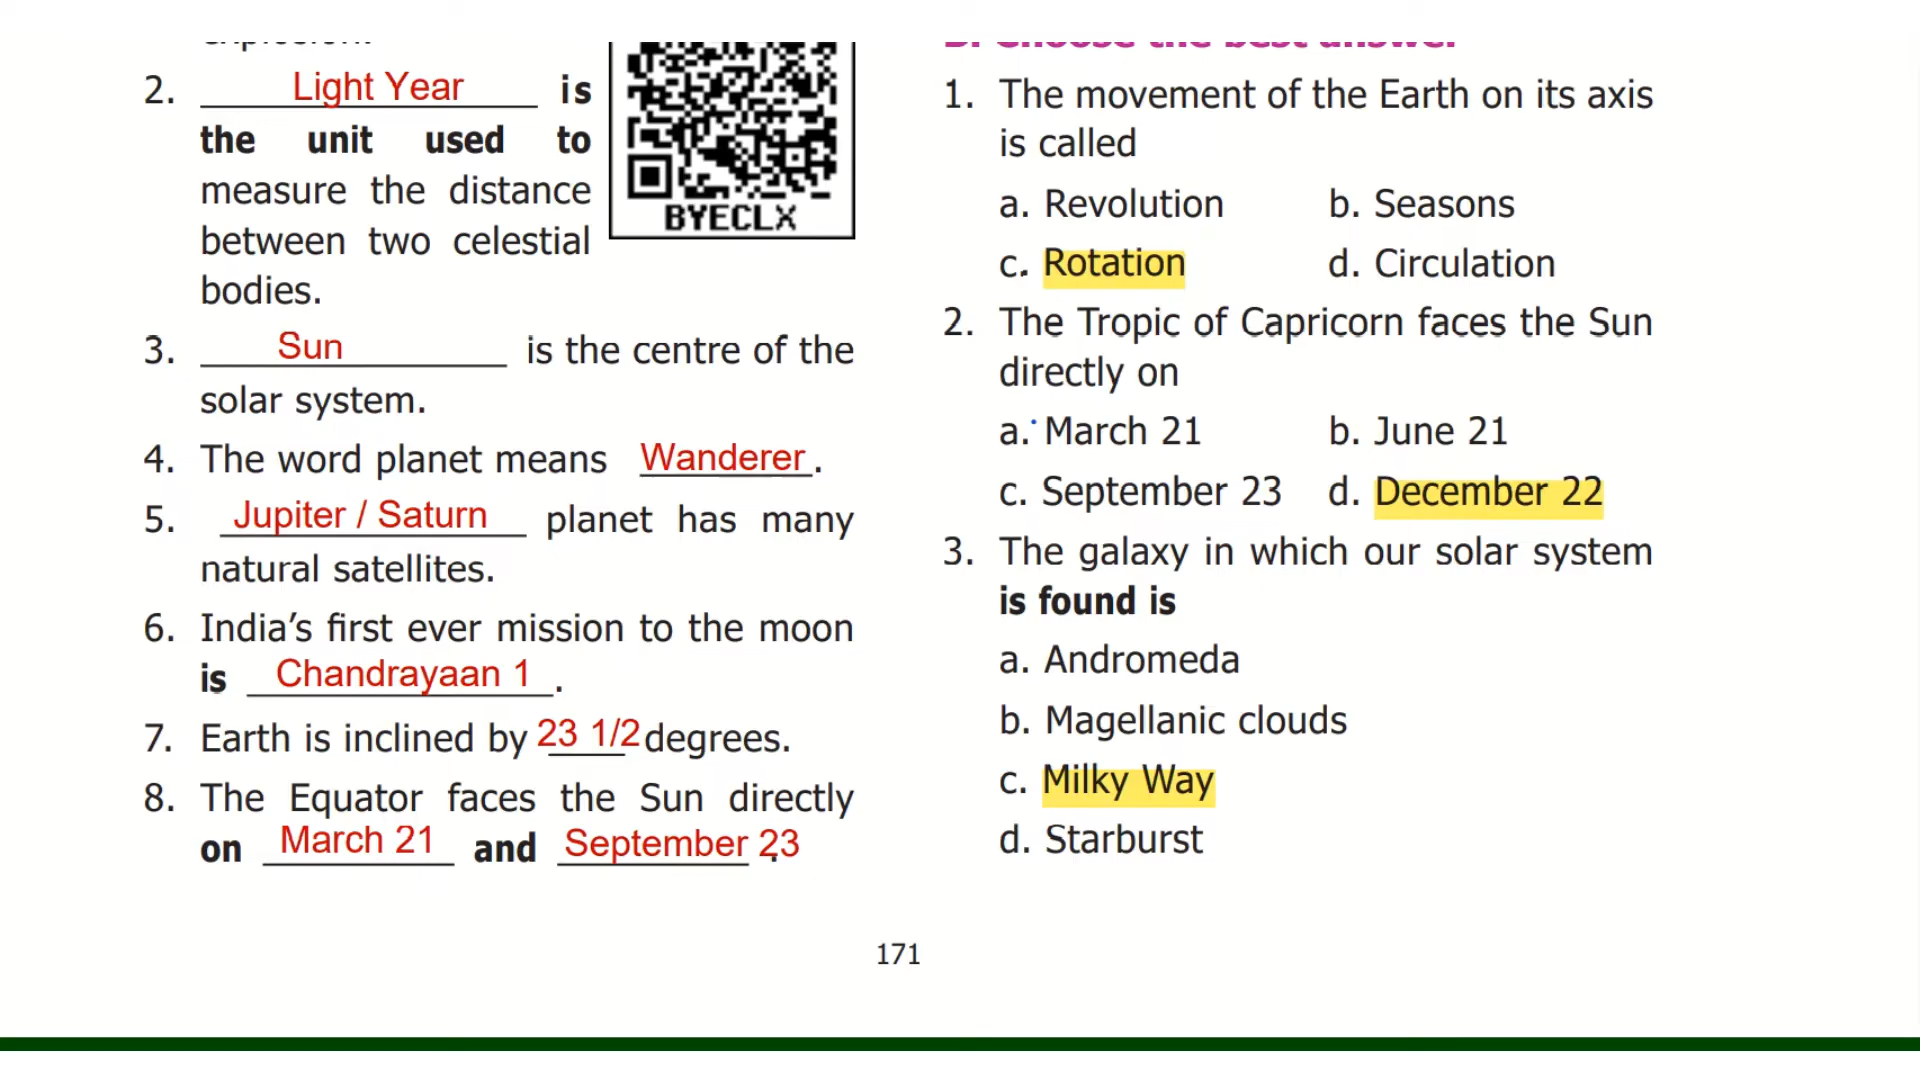 2. Light Year is
the unit used to
measure the distance
between two celestial
bodies.
BYECLX
3. Sun is the centre of the
solar system.
4. The word planet means Wanderer.
5. Jupiter / Saturn planet has many
natural satellites.
6. India's first ever mission to the moon
is Chandrayaan 1.
7. Earth is inclined by 23 1/2 degrees.
8. The Equator faces the Sun directly
on March 21 and September 23.
B. Choose the best answer
1. The movement of the Earth on its axis
is called
a. Revolution b. Seasons
c. Rotation d. Circulation
2. The Tropic of Capricorn faces the Sun
directly on
a. March 21 b. June 21
c. September 23 d. December 22
3. The galaxy in which our solar system
is found is
a. Andromeda
b. Magellanic clouds
c. Milky Way
d. Starburst
171